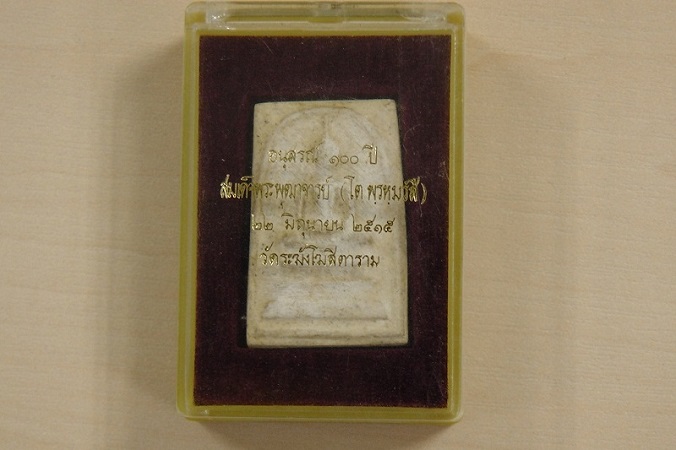 อนุสรณ์ ๑๐๐ ปี
สมเด็จพระพุฒาจารย์ (โต พฺรหฺมรํสี)
๒๒ มิถุนายน ๒๕๑๕
วัดระฆังโฆสิตาราม